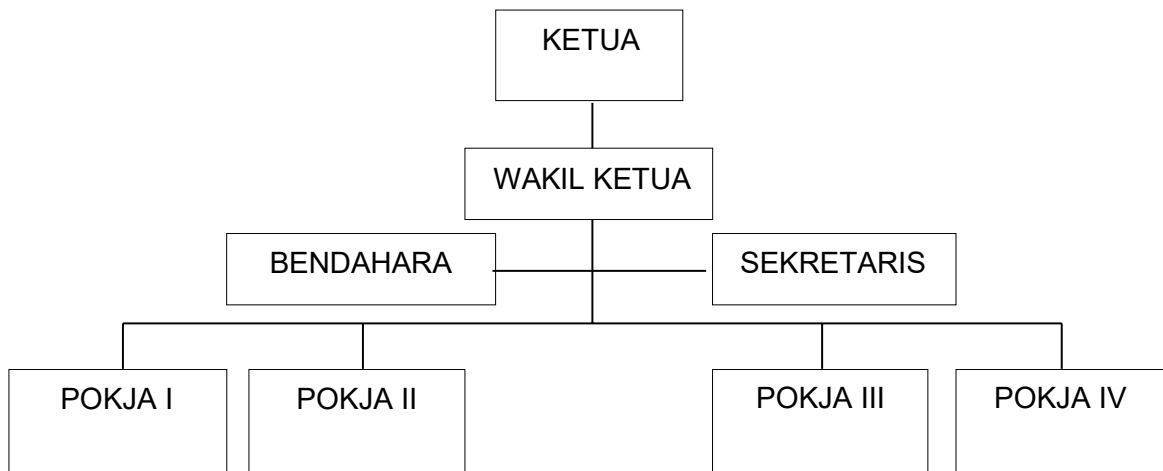 KETUA
WAKIL KETUA
BENDAHARA
SEKRETARIS
POKJA I
POKJA II
POKJA III
POKJA IV